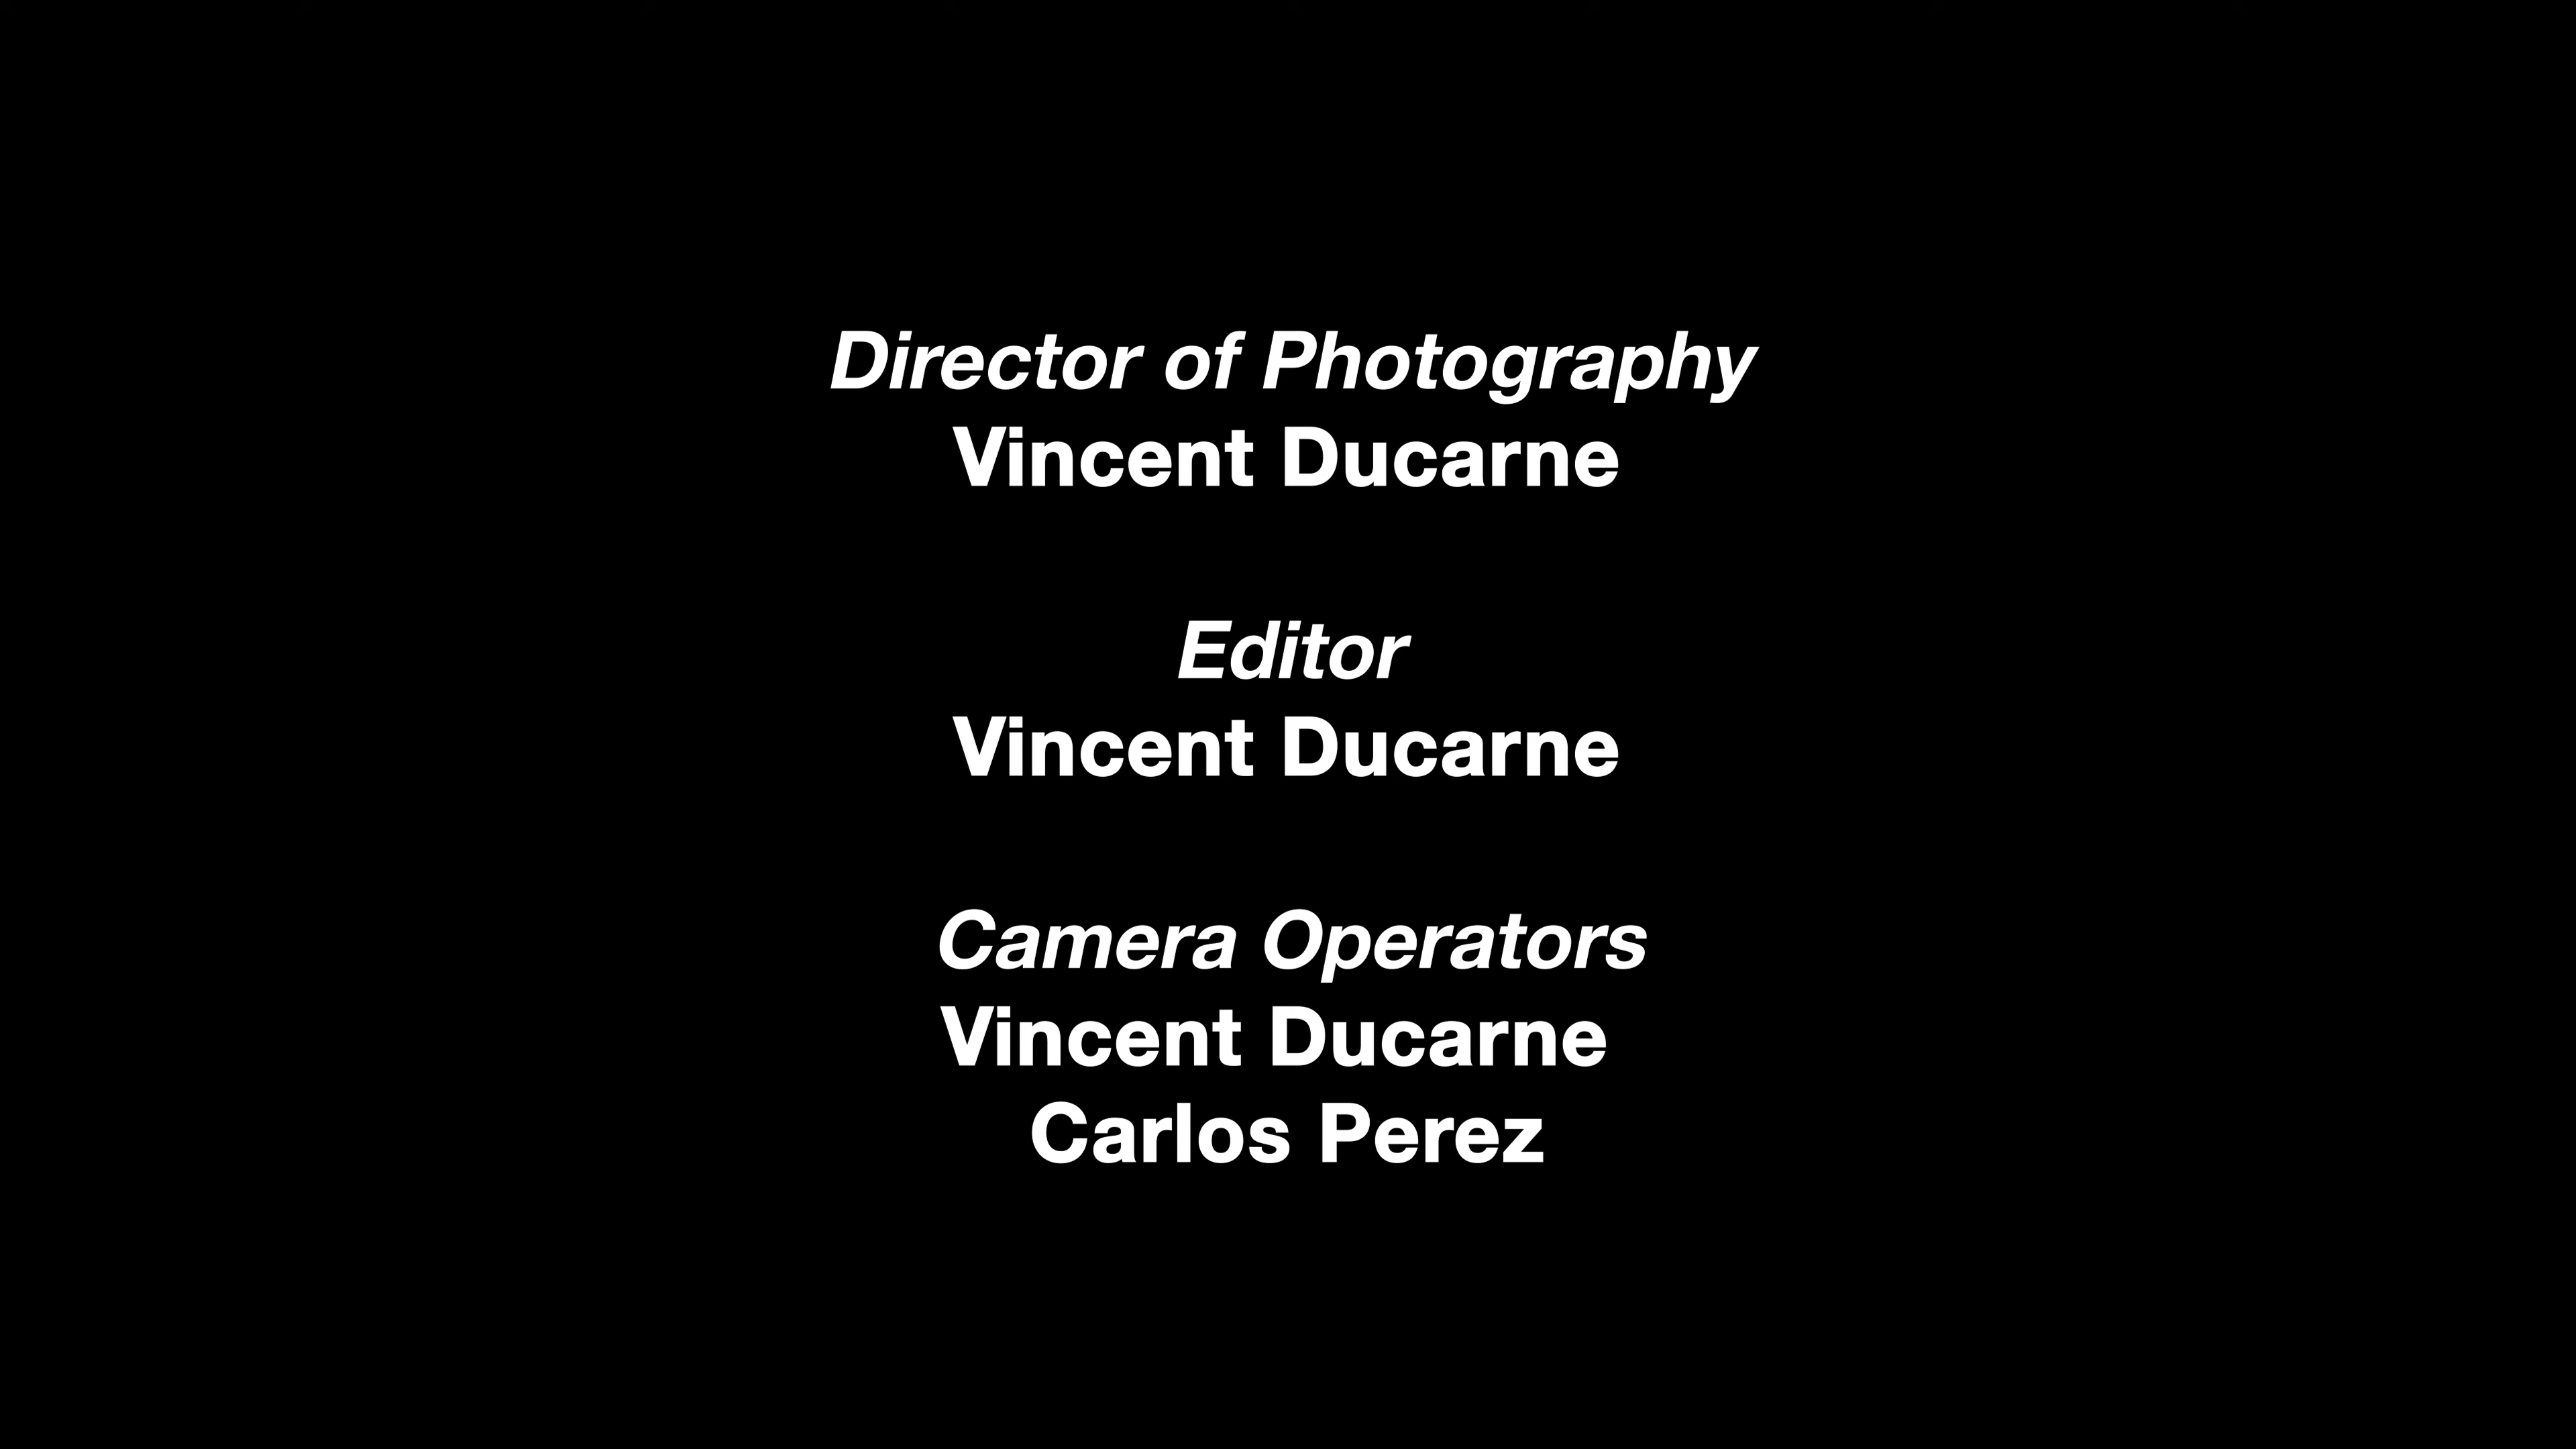 Director of Photography
Vincent Ducarne
Editor
Vincent Ducarne
Camera Operators
Vincent Ducarne
Carlos Perez